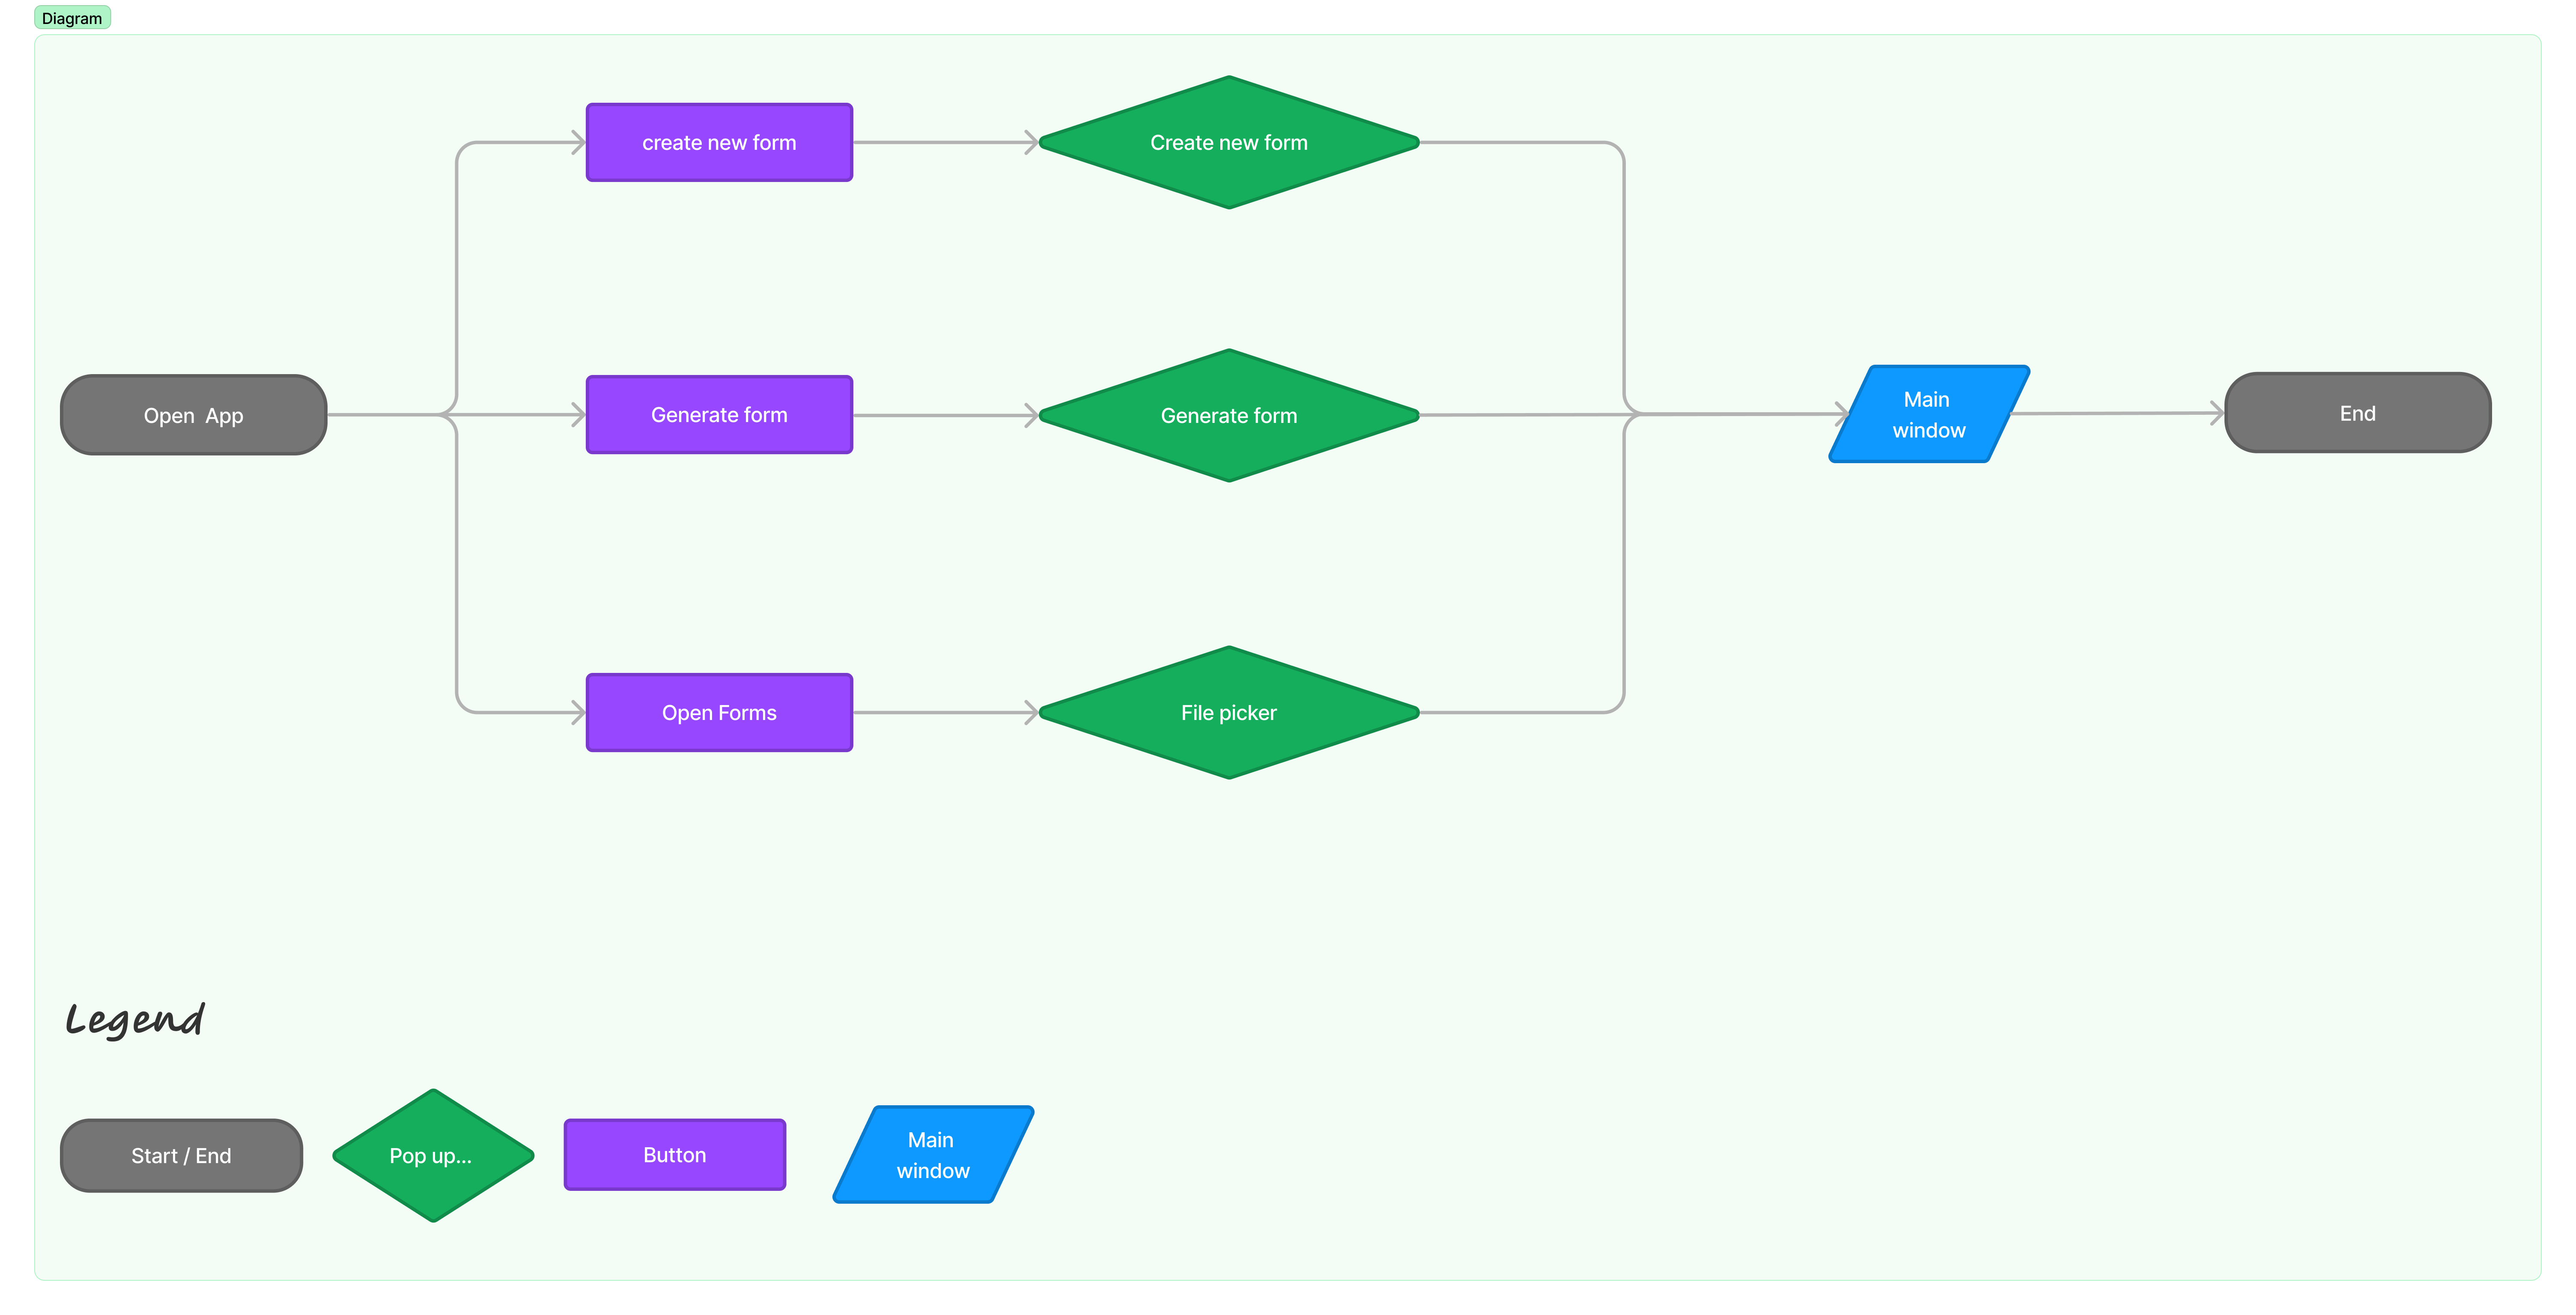 Diagram
create new form
Create new form
Open  App
Generate form
Generate form
Main
window
End
Open Forms
File picker
Legend
Start / End
Pop up...
Button
Main
window